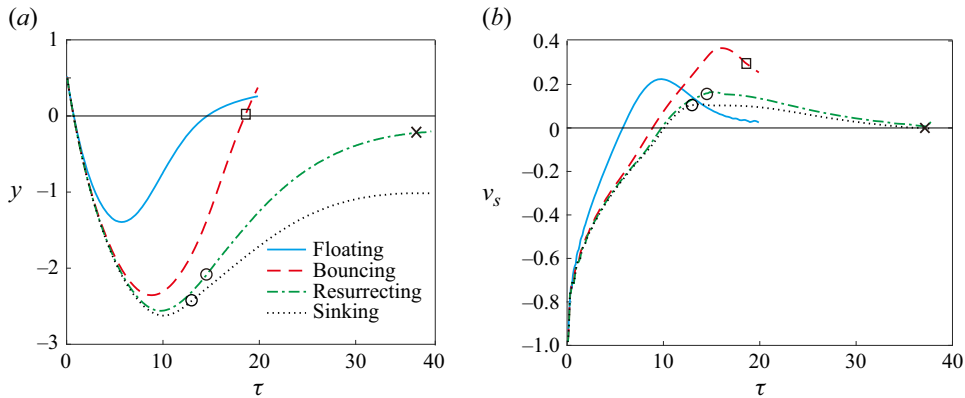 (a)
1
0
−1
−2
−3
y
0
10
20
30
40
τ
Floating
Bouncing
Resurrecting
Sinking
(b)
0.4
0.2
0
−0.2
−0.4
−0.6
−0.8
−1.0
v_s
0
10
20
30
40
τ